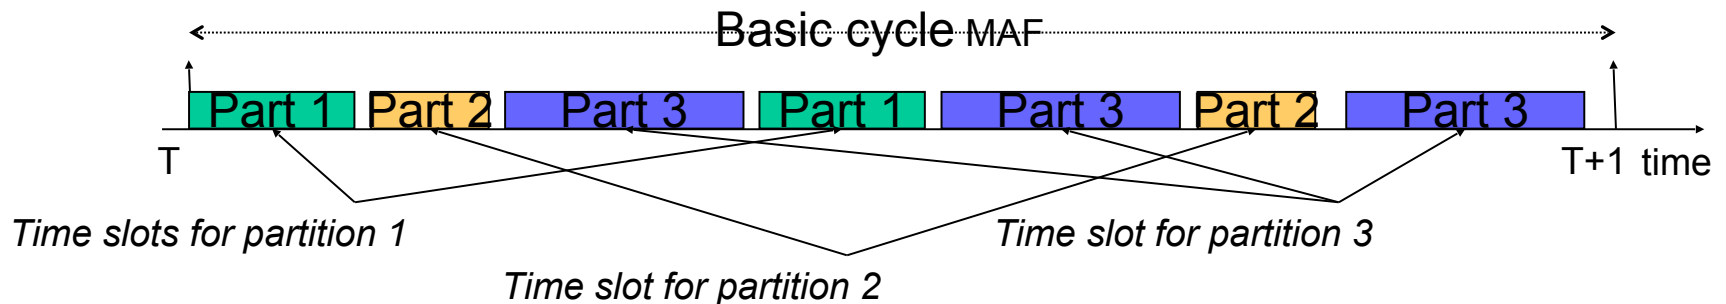 Basic cycle MAF
Part 1 Part 2 Part 3 Part 1 Part 3 Part 2 Part 3
T T+1 time
Time slots for partition 1 Time slot for partition 3
Time slot for partition 2